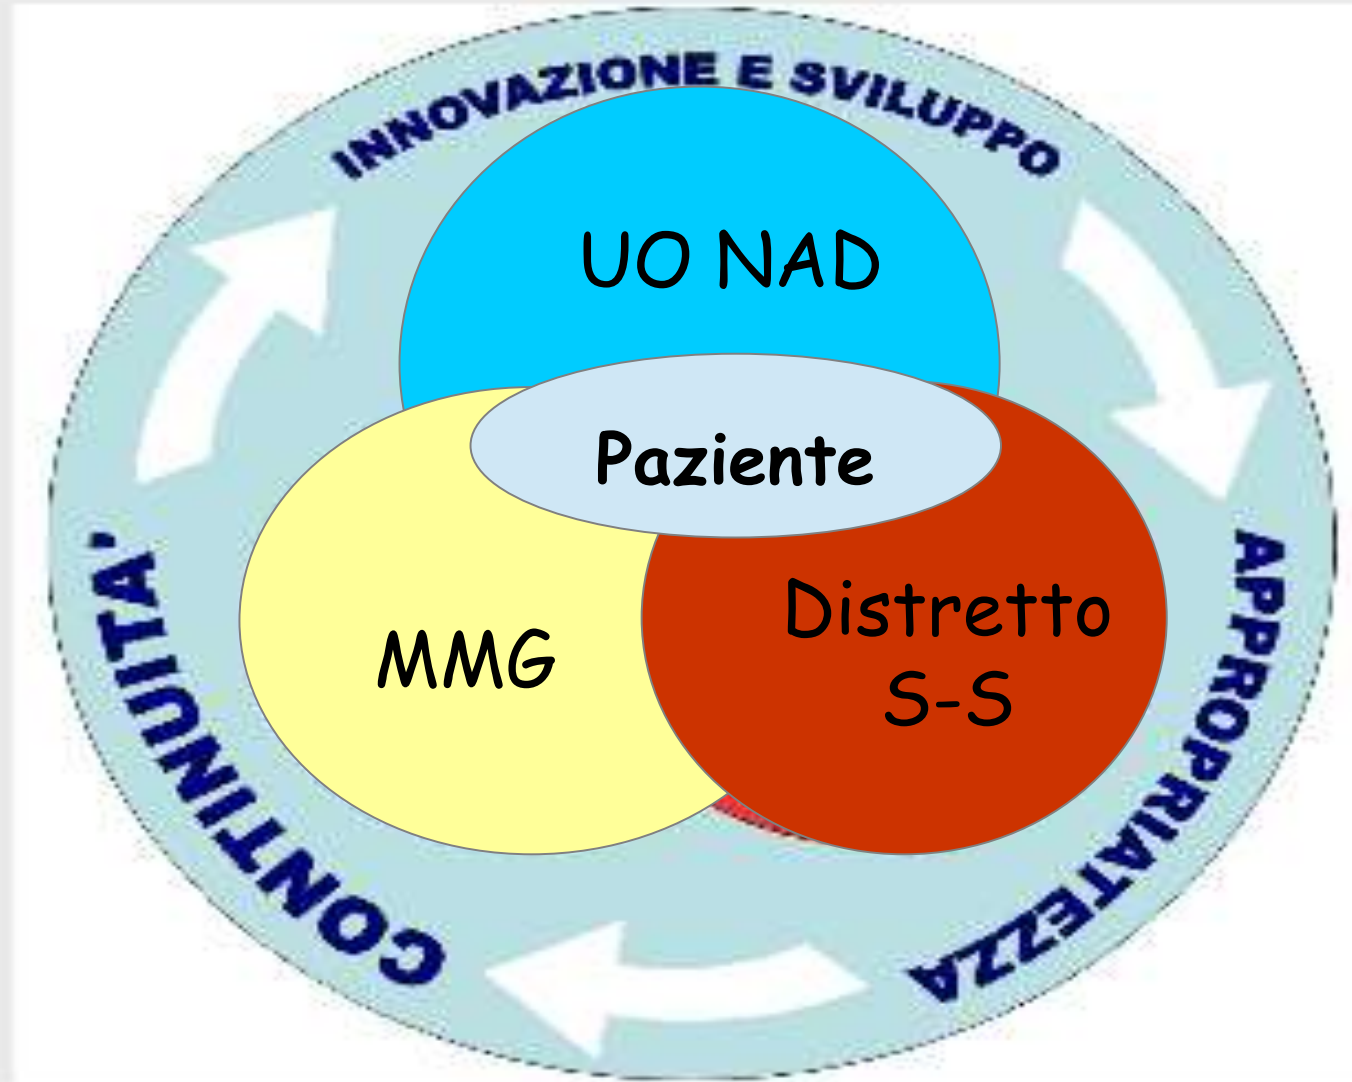 INNOVAZIONE E SVILUPPO
UO NAD
Paziente
MMG
Distretto
S-S
APPROPRIATEZZA
CONTINUITA'